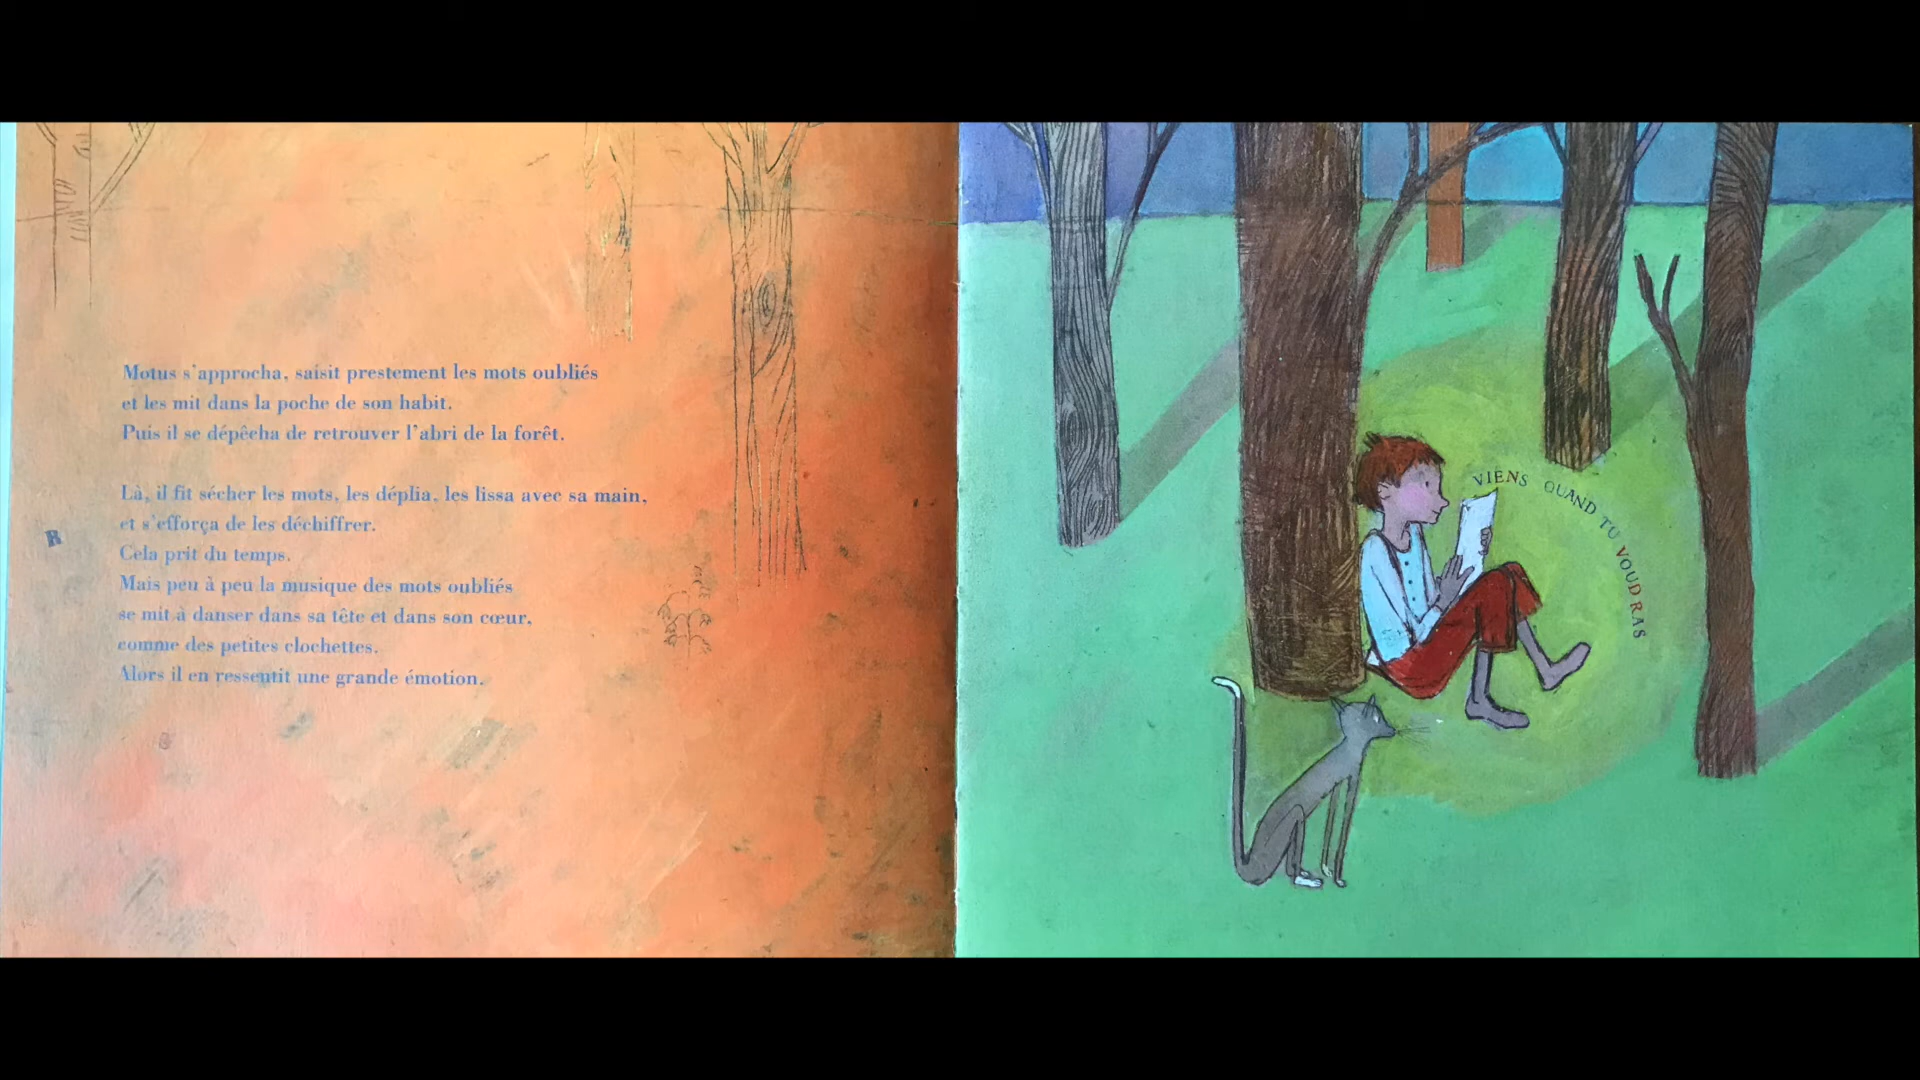 Motus s'approcha, saisit prestement les mots oubliés
et les mit dans la poche de son habit.
Puis il se dépêcha de retrouver l'abri de la forêt.
Là, il fit sécher les mots, les déplia, les lissa avec sa main,
et s'efforça de les déchiffrer.
Cela prit du temps.
Mais peu à peu la musique des mots oubliés
se mit à danser dans sa tête et dans son cœur,
comme des petites clochettes.
Alors il en ressentit une grande émotion.
R
VIENS QUAND TU VOUDRAS